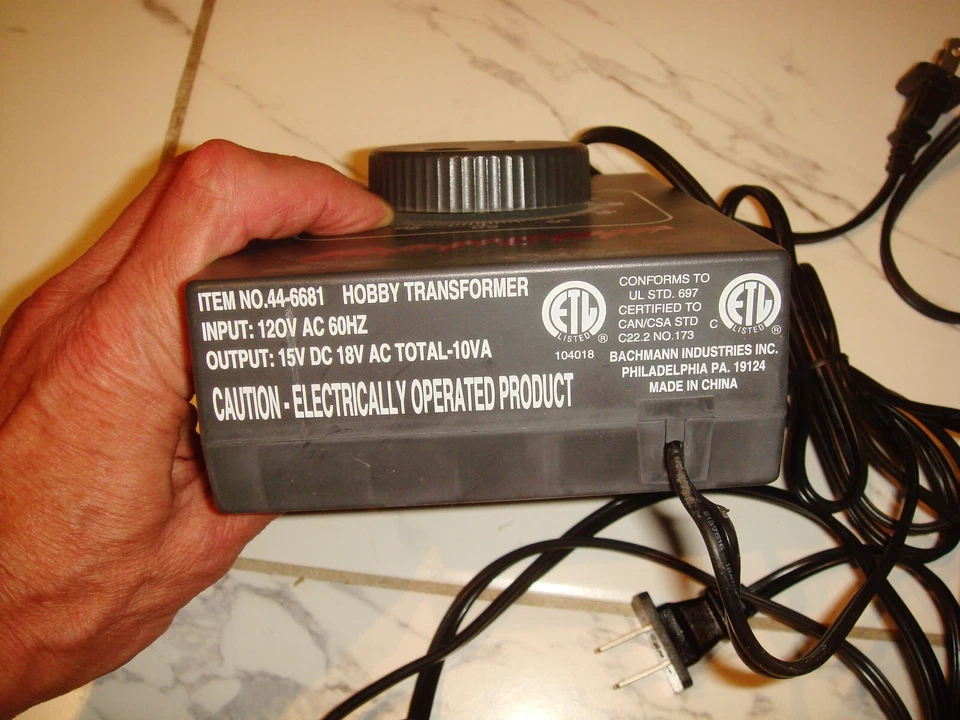 ITEM NO.44-6681 HOBBY TRANSFORMER
INPUT: 120V AC 60HZ
OUTPUT: 15V DC 18V AC TOTAL-10VA
CAUTION - ELECTRICALLY OPERATED PRODUCT
ETL
LISTED ®
104018
CONFORMS TO
UL STD. 697
CERTIFIED TO
CAN/CSA STD
C22.2 NO.173
C ETL
LISTED ®
BACHMANN INDUSTRIES INC.
PHILADELPHIA PA. 19124
MADE IN CHINA